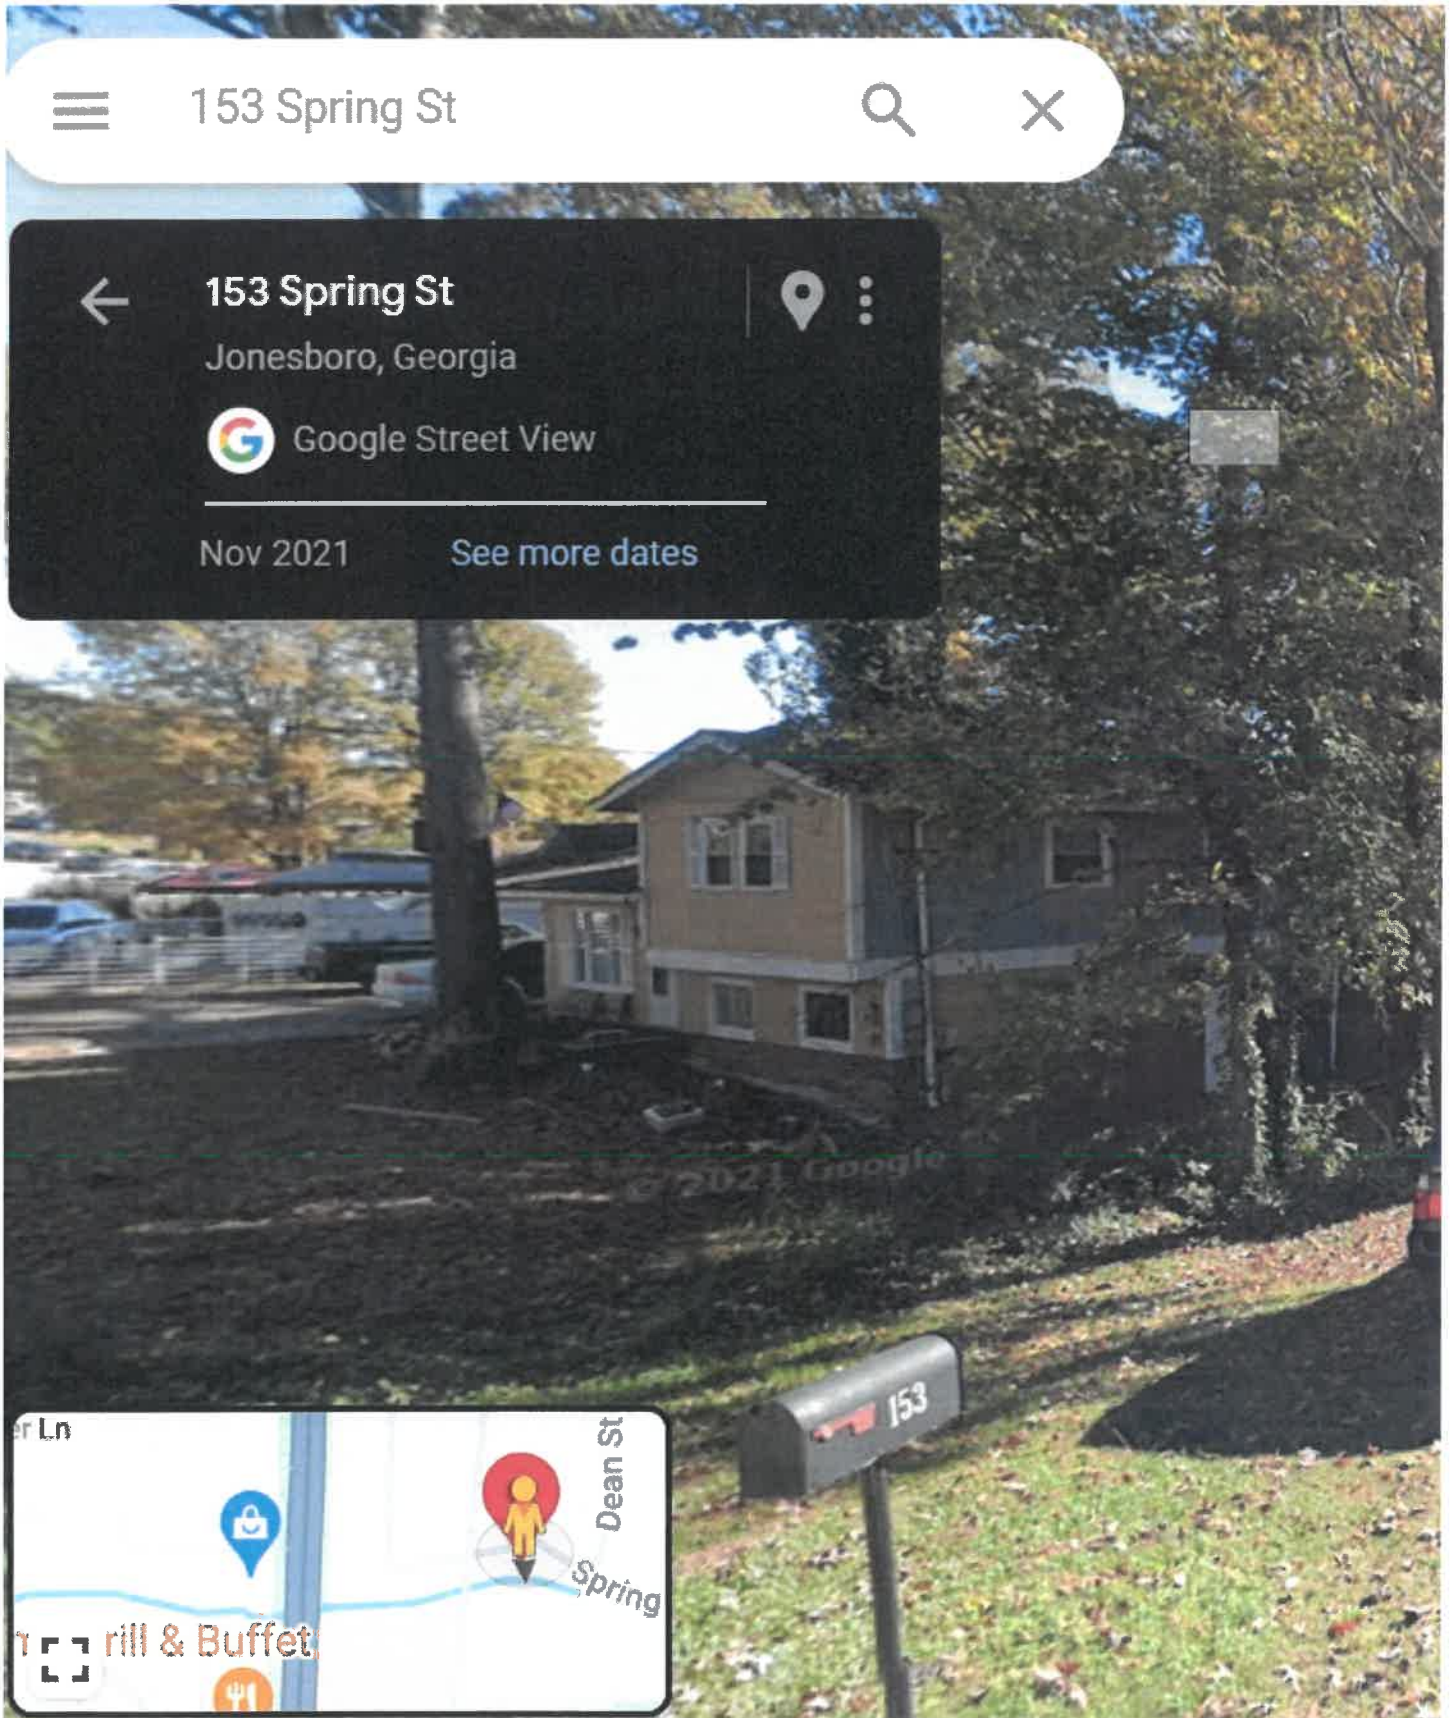 153 Spring St
153 Spring St
Jonesboro, Georgia
Google Street View
Nov 2021 See more dates
© 2021 Google
153
er Ln
Dean St
Spring
rill & Buffet